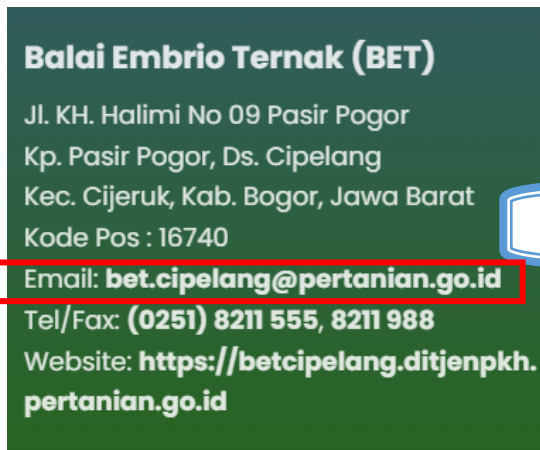 Balai Embrio Ternak (BET)
Jl. KH. Halimi No 09 Pasir Pogor
Kp. Pasir Pogor, Ds. Cipelang
Kec. Cijeruk, Kab. Bogor, Jawa Barat
Kode Pos : 16740
Email: bet.cipelang@pertanian.go.id
Tel/Fax: (0251) 8211 555, 8211 988
Website: https://betcipelang.ditjenpkh.
pertanian.go.id